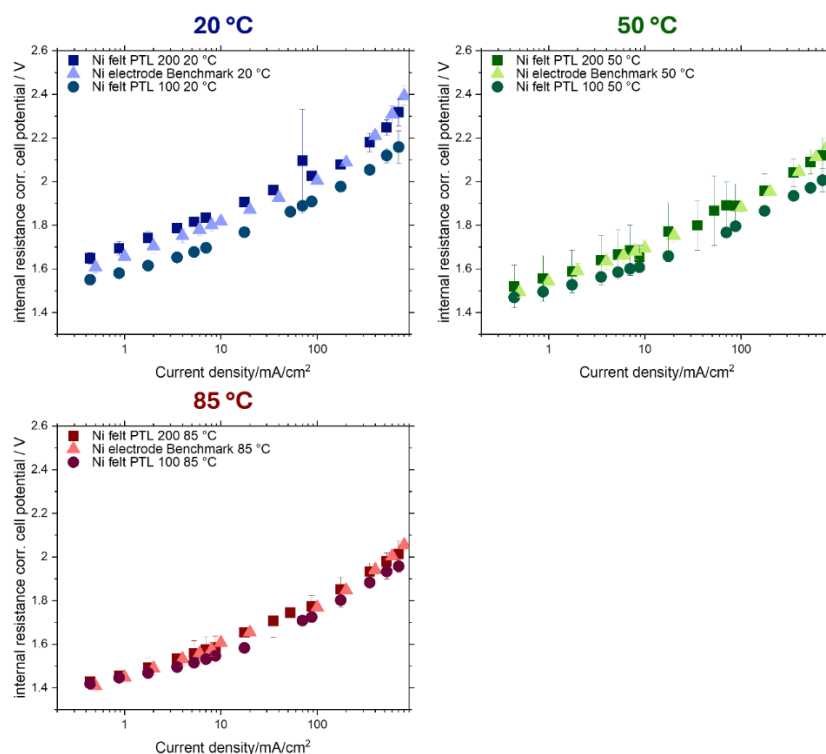 20 °C
2.6
2.4
2.2
2
1.8
1.6
1.4
internal resistance corr. cell potential / V
Ni felt PTL 200 20 °C
Ni electrode Benchmark 20 °C
Ni felt PTL 100 20 °C
1
10
100
Current density/mA/cm²
50 °C
2.6
2.4
2.2
2
1.8
1.6
1.4
internal resistance corr. cell potential / V
Ni felt PTL 200 50 °C
Ni electrode Benchmark 50 °C
Ni felt PTL 100 50 °C
1
10
100
Current density/mA/cm²
85 °C
2.6
2.4
2.2
2
1.8
1.6
1.4
internal resistance corr. cell potential / V
Ni felt PTL 200 85 °C
Ni electrode Benchmark 85 °C
Ni felt PTL 100 85 °C
1
10
100
Current density/mA/cm²